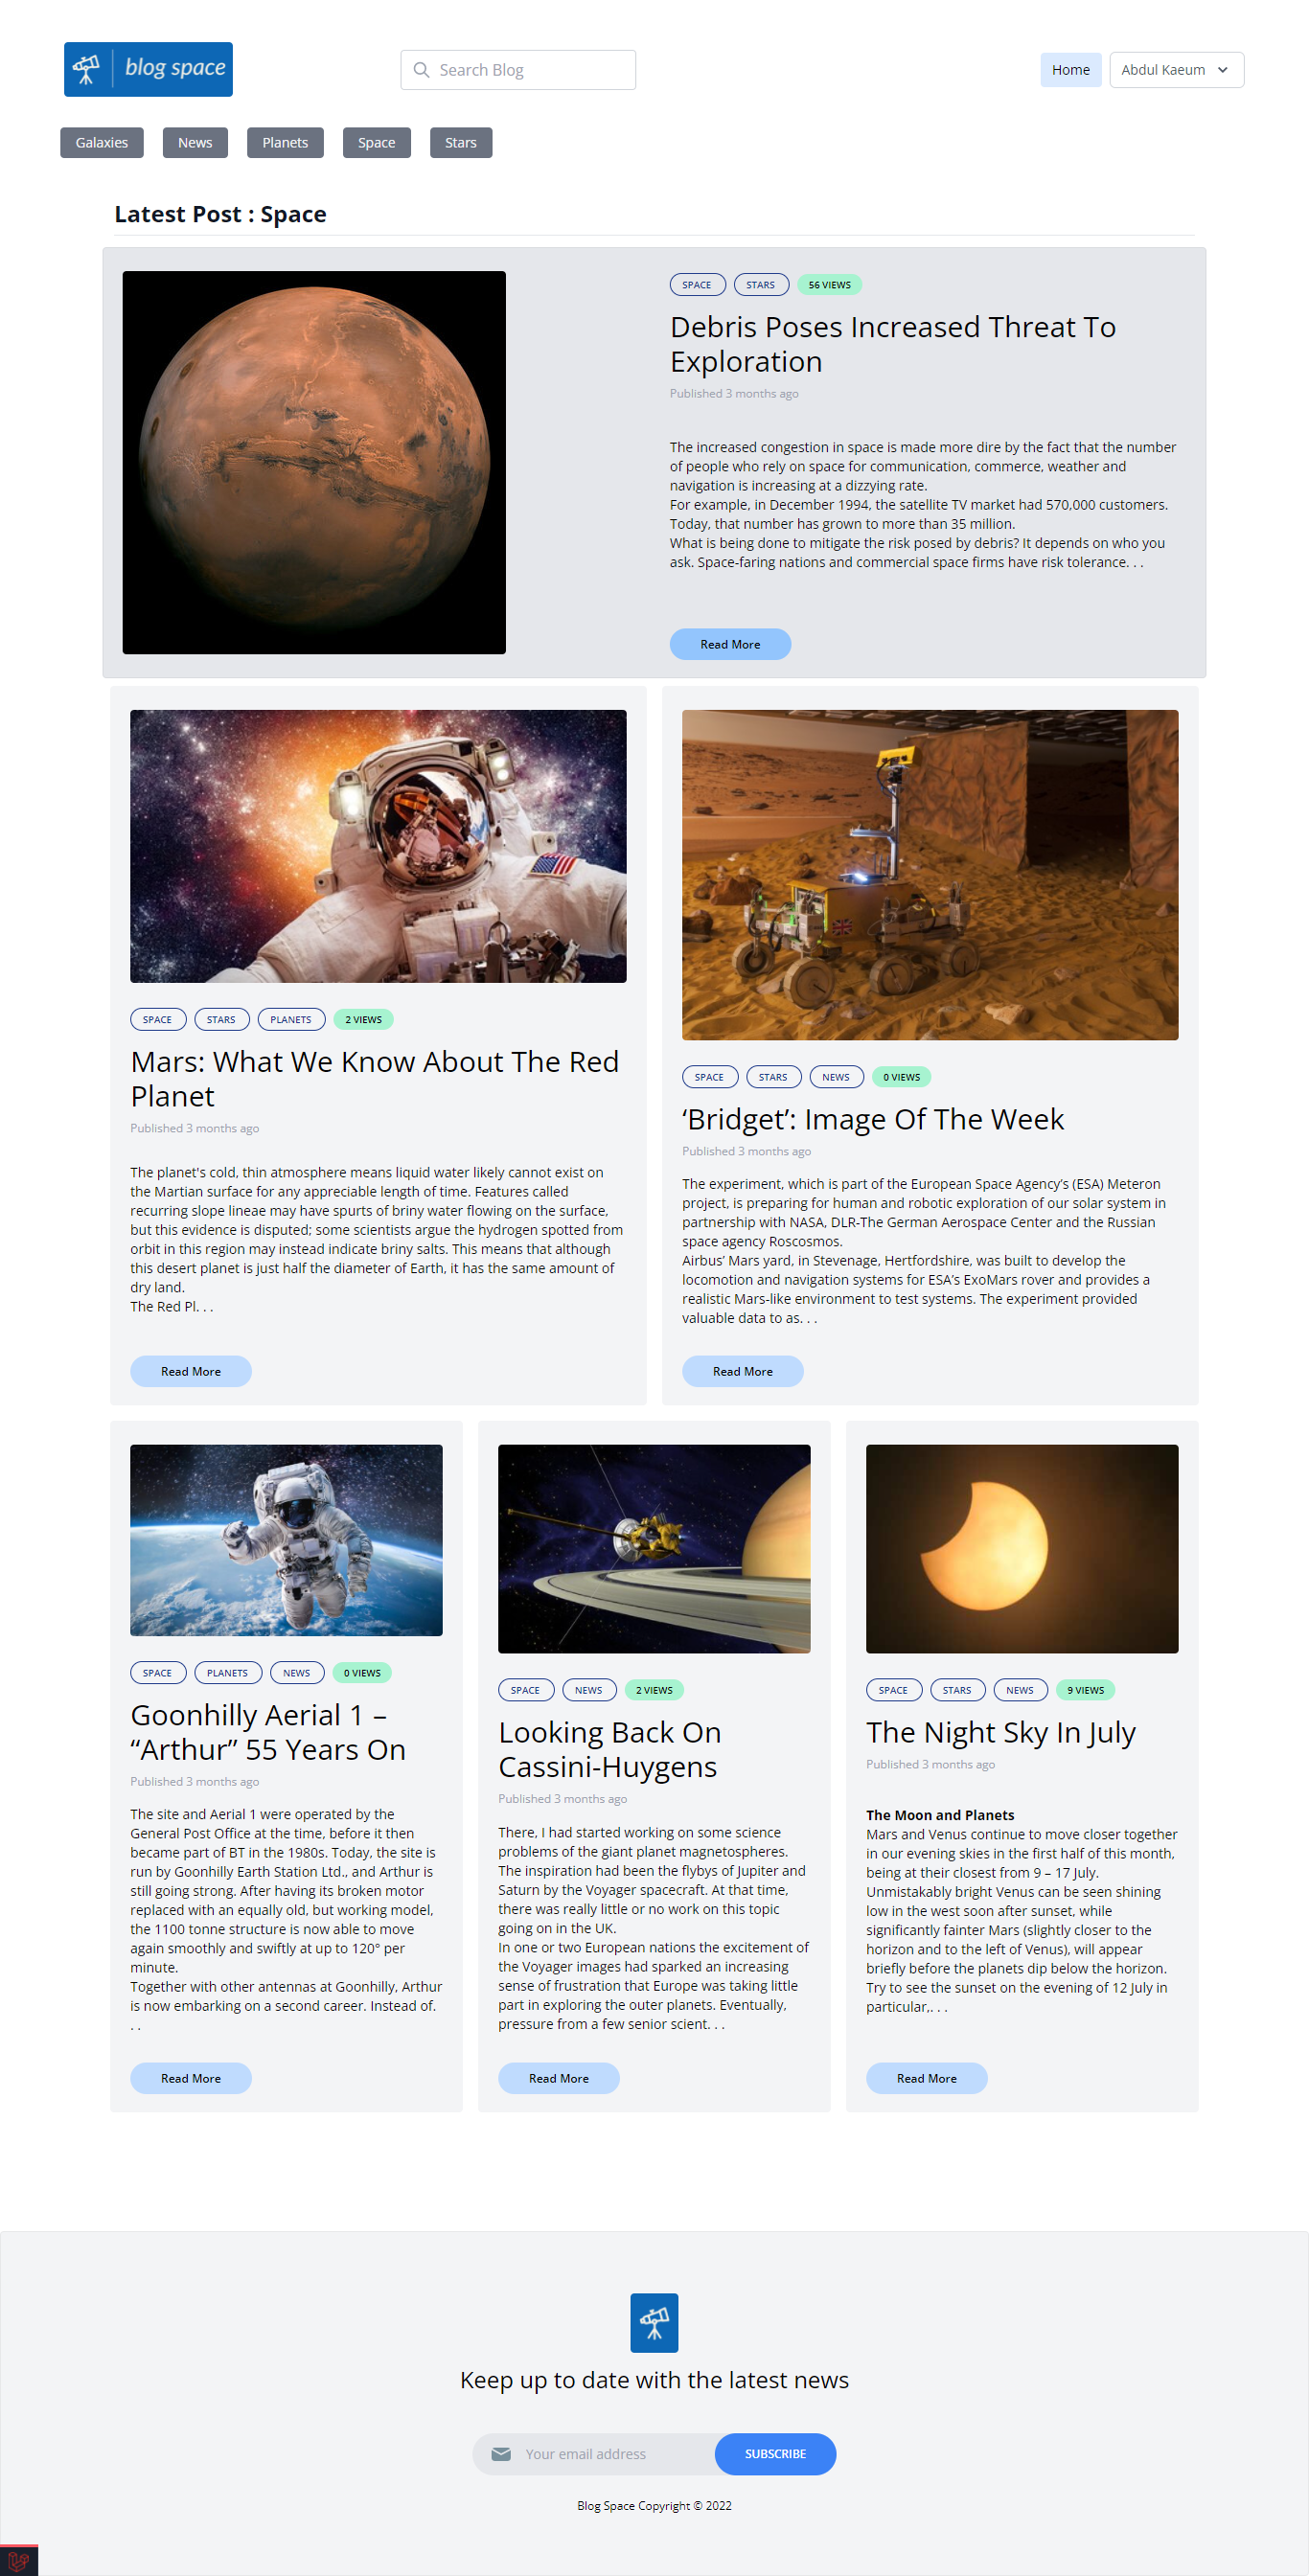 blog space
Search Blog
Home
Abdul Kaeum
Galaxies
News
Planets
Space
Stars
Latest Post : Space
SPACE
STARS
56 VIEWS
Debris Poses Increased Threat To
Exploration
Published 3 months ago
The increased congestion in space is made more dire by the fact that the number
of people who rely on space for communication, commerce, weather and
navigation is increasing at a dizzying rate.
For example, in December 1994, the satellite TV market had 570,000 customers.
Today, that number has grown to more than 35 million.
What is being done to mitigate the risk posed by debris? It depends on who you
ask. Space-faring nations and commercial space firms have risk tolerance. . .
Read More
SPACE
STARS
PLANETS
2 VIEWS
Mars: What We Know About The Red
Planet
Published 3 months ago
The planet's cold, thin atmosphere means liquid water likely cannot exist on
the Martian surface for any appreciable length of time. Features called
recurring slope lineae may have spurts of briny water flowing on the surface,
but this evidence is disputed; some scientists argue the hydrogen spotted from
orbit in this region may instead indicate briny salts. This means that although
this desert planet is just half the diameter of Earth, it has the same amount of
dry land.
The Red Pl. . .
Read More
SPACE
STARS
NEWS
0 VIEWS
‘Bridget’: Image Of The Week
Published 3 months ago
The experiment, which is part of the European Space Agency’s (ESA) Meteron
project, is preparing for human and robotic exploration of our solar system in
partnership with NASA, DLR-The German Aerospace Center and the Russian
space agency Roscosmos.
Airbus’ Mars yard, in Stevenage, Hertfordshire, was built to develop the
locomotion and navigation systems for ESA’s ExoMars rover and provides a
realistic Mars-like environment to test systems. The experiment provided
valuable data to as. . .
Read More
SPACE
PLANETS
NEWS
0 VIEWS
Goonhilly Aerial 1 –
“Arthur” 55 Years On
Published 3 months ago
The site and Aerial 1 were operated by the
General Post Office at the time, before it then
became part of BT in the 1980s. Today, the site is
run by Goonhilly Earth Station Ltd., and Arthur is
still going strong. After having its broken motor
replaced with an equally old, but working model,
the 1100 tonne structure is now able to move
again smoothly and swiftly at up to 120° per
minute.
Together with other antennas at Goonhilly, Arthur
is now embarking on a second career. Instead of.
. .
Read More
SPACE
NEWS
2 VIEWS
Looking Back On
Cassini-Huygens
Published 3 months ago
There, I had started working on some science
problems of the giant planet magnetospheres.
The inspiration had been the flybys of Jupiter and
Saturn by the Voyager spacecraft. At that time,
there was really little or no work on this topic
going on in the UK.
In one or two European nations the excitement of
the Voyager images had sparked an increasing
sense of frustration that Europe was taking little
part in exploring the outer planets. Eventually,
pressure from a few senior scient. . .
Read More
SPACE
STARS
NEWS
9 VIEWS
The Night Sky In July
Published 3 months ago
The Moon and Planets
Mars and Venus continue to move closer together
in our evening skies in the first half of this month,
being at their closest from 9 – 17 July.
Unmistakably bright Venus can be seen shining
low in the west soon after sunset, while
significantly fainter Mars (slightly closer to the
horizon and to the left of Venus), will appear
briefly before the planets dip below the horizon.
Try to see the sunset on the evening of 12 July in
particular,. . .
Read More
Keep up to date with the latest news
Your email address
SUBSCRIBE
Blog Space Copyright © 2022